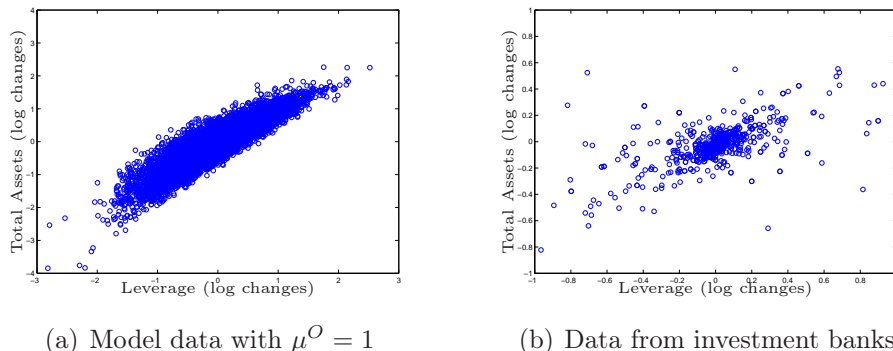 4
3
2
1
0
−1
−2
−3
−4
−3 −2 −1 0 1 2 3
Total Assets (log changes)
Leverage (log changes)
(a) Model data with μ^O = 1
1
0.8
0.6
0.4
0.2
0
−0.2
−0.4
−0.6
−0.8
−1
−1 −0.8 −0.6 −0.4 −0.2 0 0.2 0.4 0.6 0.8
Total Assets (log changes)
Leverage (log changes)
(b) Data from investment banks